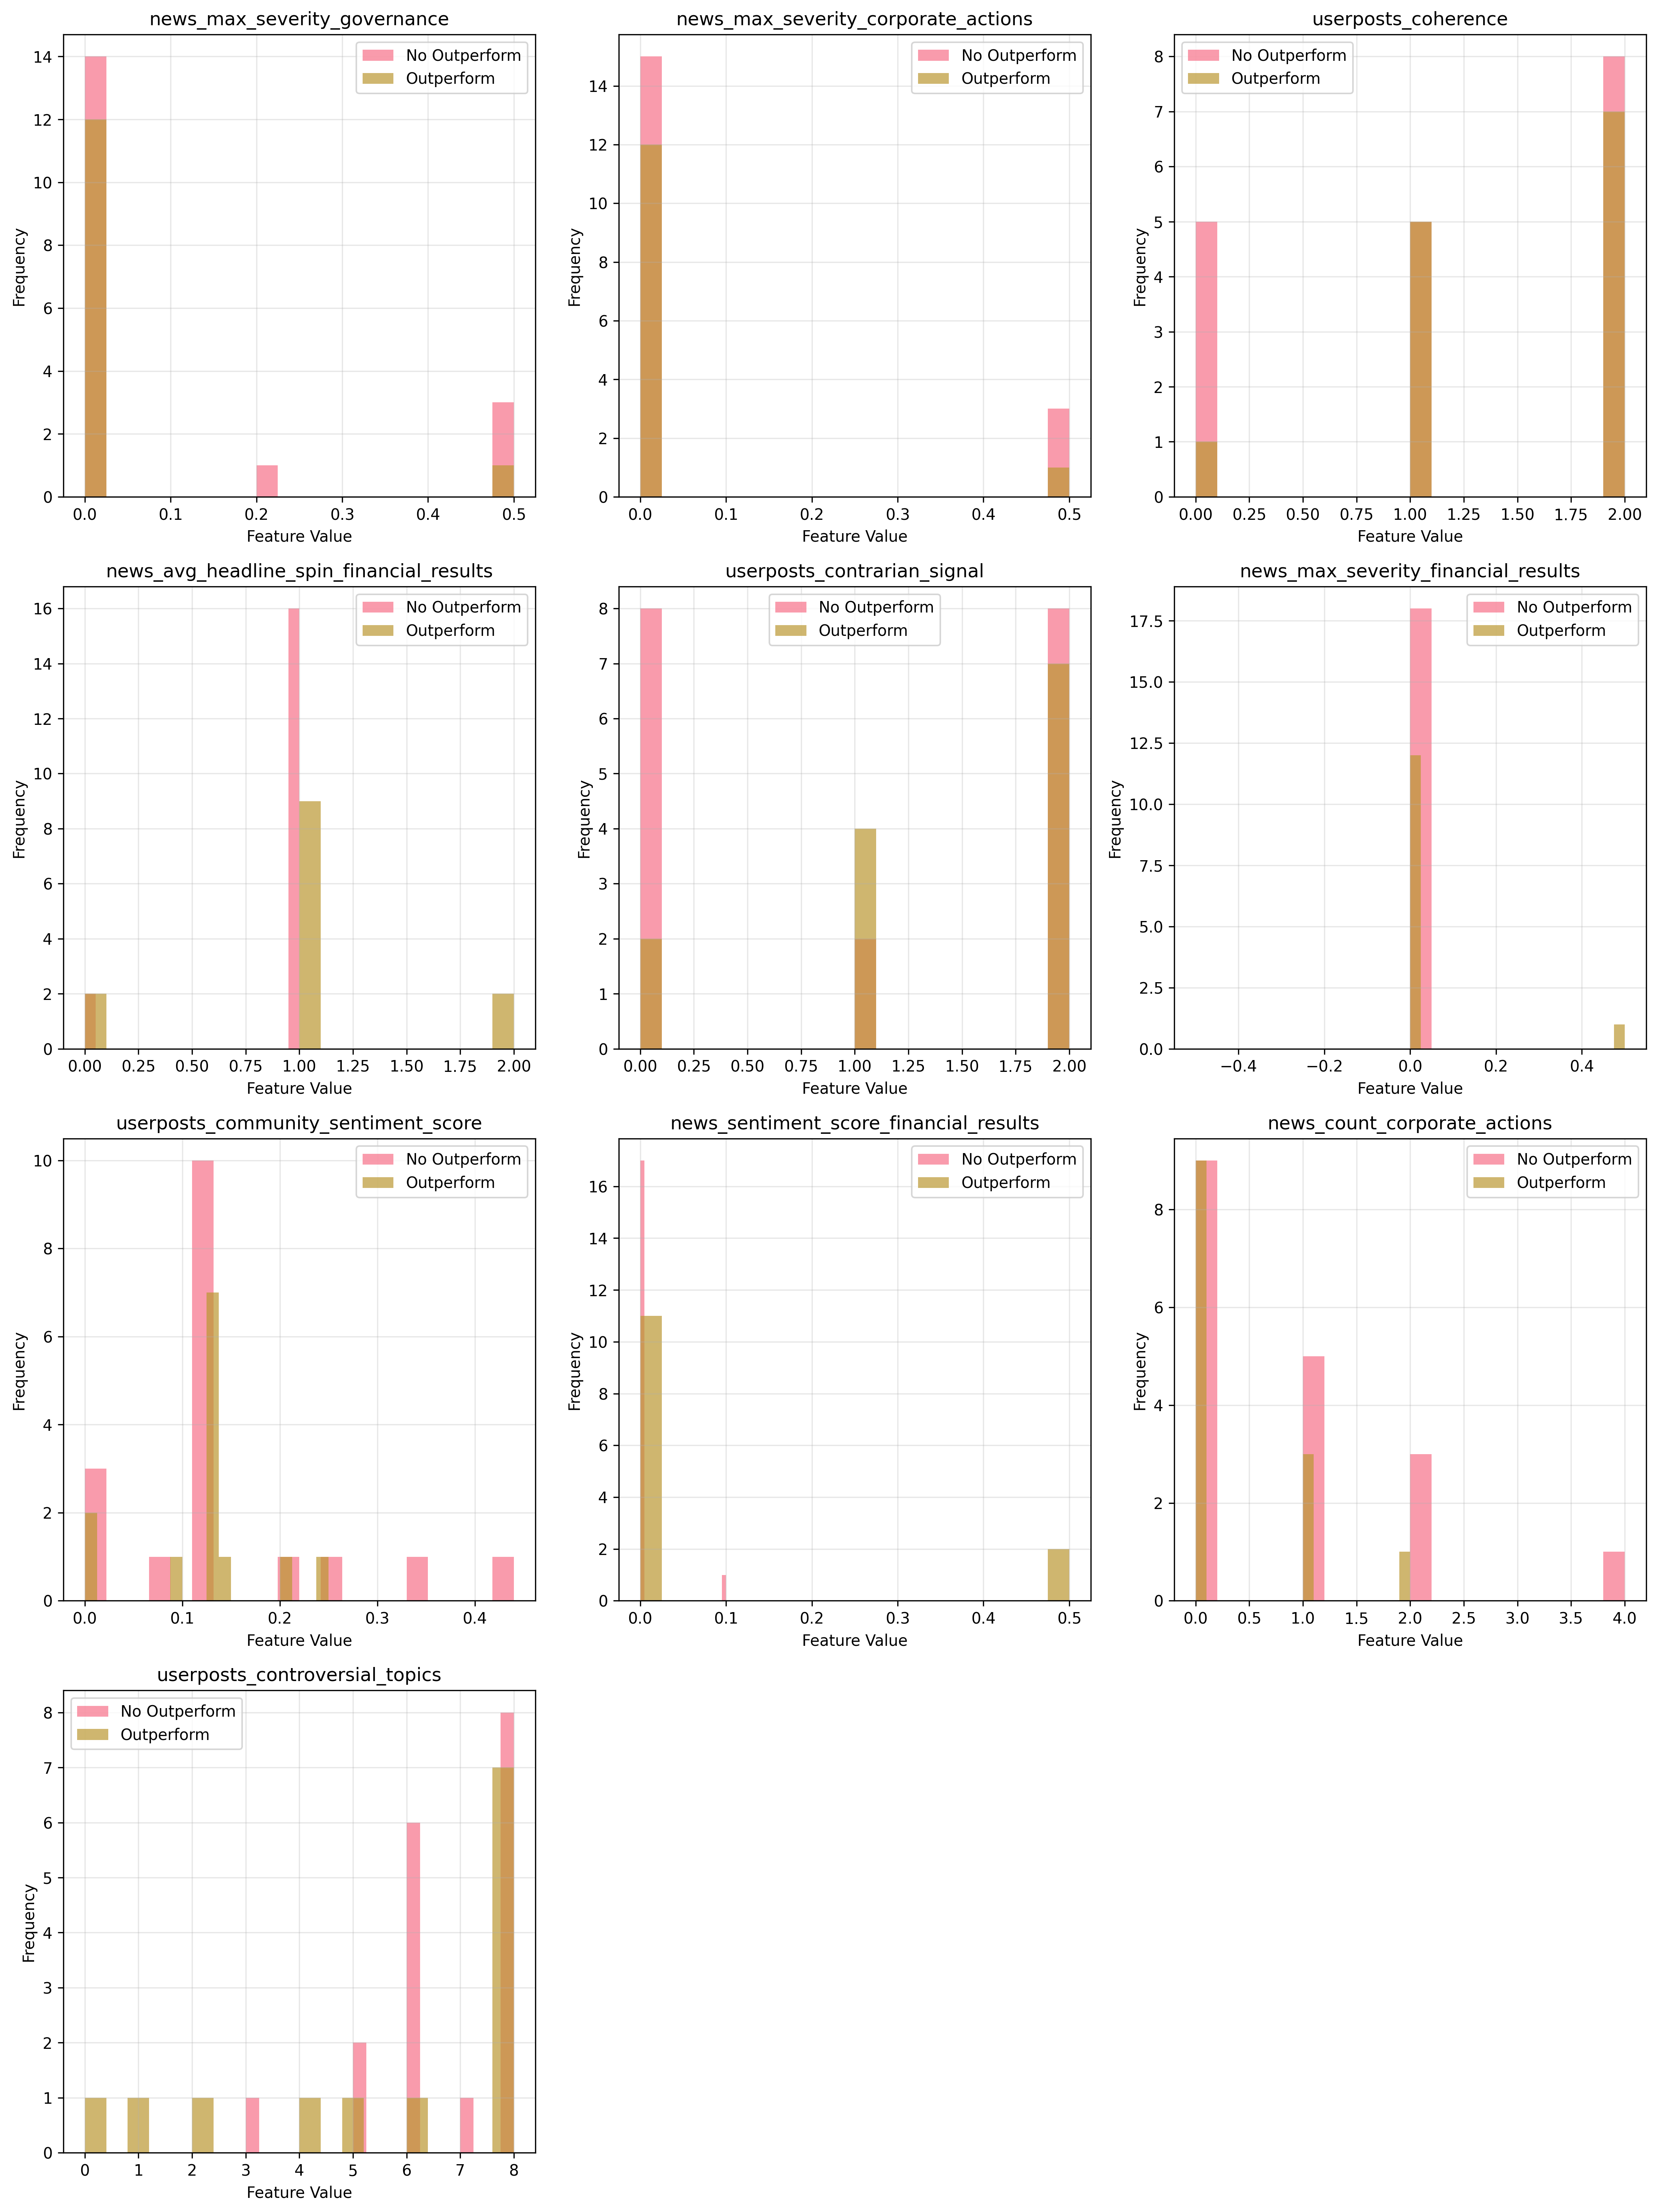 news_max_severity_governance
No Outperform
Outperform
14
12
10
8
6
4
2
0
Frequency
0.0 0.1 0.2 0.3 0.4 0.5
Feature Value
news_max_severity_corporate_actions
No Outperform
Outperform
14
12
10
8
6
4
2
0
Frequency
0.0 0.1 0.2 0.3 0.4 0.5
Feature Value
userposts_coherence
No Outperform
Outperform
8
7
6
5
4
3
2
1
0
Frequency
0.00 0.25 0.50 0.75 1.00 1.25 1.50 1.75 2.00
Feature Value
news_avg_headline_spin_financial_results
No Outperform
Outperform
16
14
12
10
8
6
4
2
0
Frequency
0.00 0.25 0.50 0.75 1.00 1.25 1.50 1.75 2.00
Feature Value
userposts_contrarian_signal
No Outperform
Outperform
8
7
6
5
4
3
2
1
0
Frequency
0.00 0.25 0.50 0.75 1.00 1.25 1.50 1.75 2.00
Feature Value
news_max_severity_financial_results
No Outperform
Outperform
17.5
15.0
12.5
10.0
7.5
5.0
2.5
0.0
Frequency
−0.4 −0.2 0.0 0.2 0.4
Feature Value
userposts_community_sentiment_score
No Outperform
Outperform
10
8
6
4
2
0
Frequency
0.0 0.1 0.2 0.3 0.4
Feature Value
news_sentiment_score_financial_results
No Outperform
Outperform
16
14
12
10
8
6
4
2
0
Frequency
0.0 0.1 0.2 0.3 0.4 0.5
Feature Value
news_count_corporate_actions
No Outperform
Outperform
8
6
4
2
0
Frequency
0.0 0.5 1.0 1.5 2.0 2.5 3.0 3.5 4.0
Feature Value
userposts_controversial_topics
No Outperform
Outperform
8
7
6
5
4
3
2
1
0
Frequency
0 1 2 3 4 5 6 7 8
Feature Value